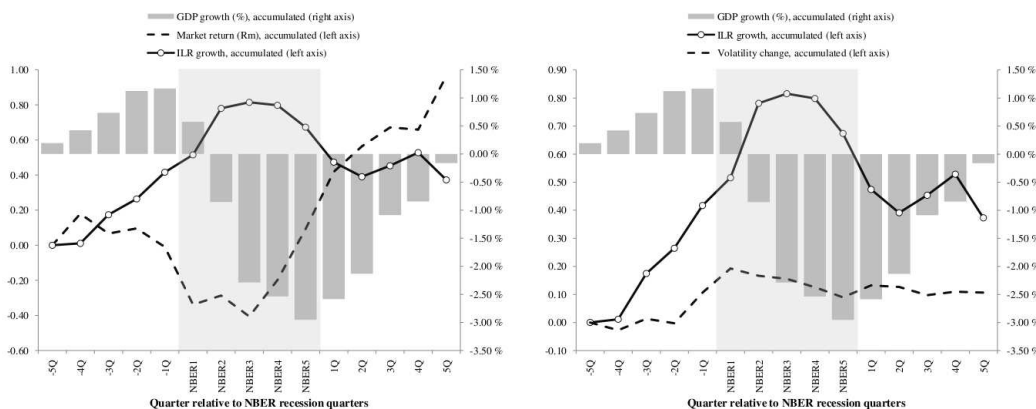 GDP growth (%), accumulated (right axis)
Market return (Rm), accumulated (left axis)
ILR growth, accumulated (left axis)
1.00
0.80
0.60
0.40
0.20
0.00
-0.20
-0.40
-0.60
1.50 %
1.00 %
0.50 %
0.00 %
-0.50 %
-1.00 %
-1.50 %
-2.00 %
-2.50 %
-3.00 %
-3.50 %
-5Q
-4Q
-3Q
-2Q
-1Q
NBER1
NBER2
NBER3
NBER4
NBER5
1Q
2Q
3Q
4Q
5Q
Quarter relative to NBER recession quarters
GDP growth (%), accumulated (right axis)
ILR growth, accumulated (left axis)
Volatility change, accumulated (left axis)
0.90
0.80
0.70
0.60
0.50
0.40
0.30
0.20
0.10
0.00
-0.10
1.50 %
1.00 %
0.50 %
0.00 %
-0.50 %
-1.00 %
-1.50 %
-2.00 %
-2.50 %
-3.00 %
-3.50 %
-5Q
-4Q
-3Q
-2Q
-1Q
NBER1
NBER2
NBER3
NBER4
NBER5
1Q
2Q
3Q
4Q
5Q
Quarter relative to NBER recession quarters